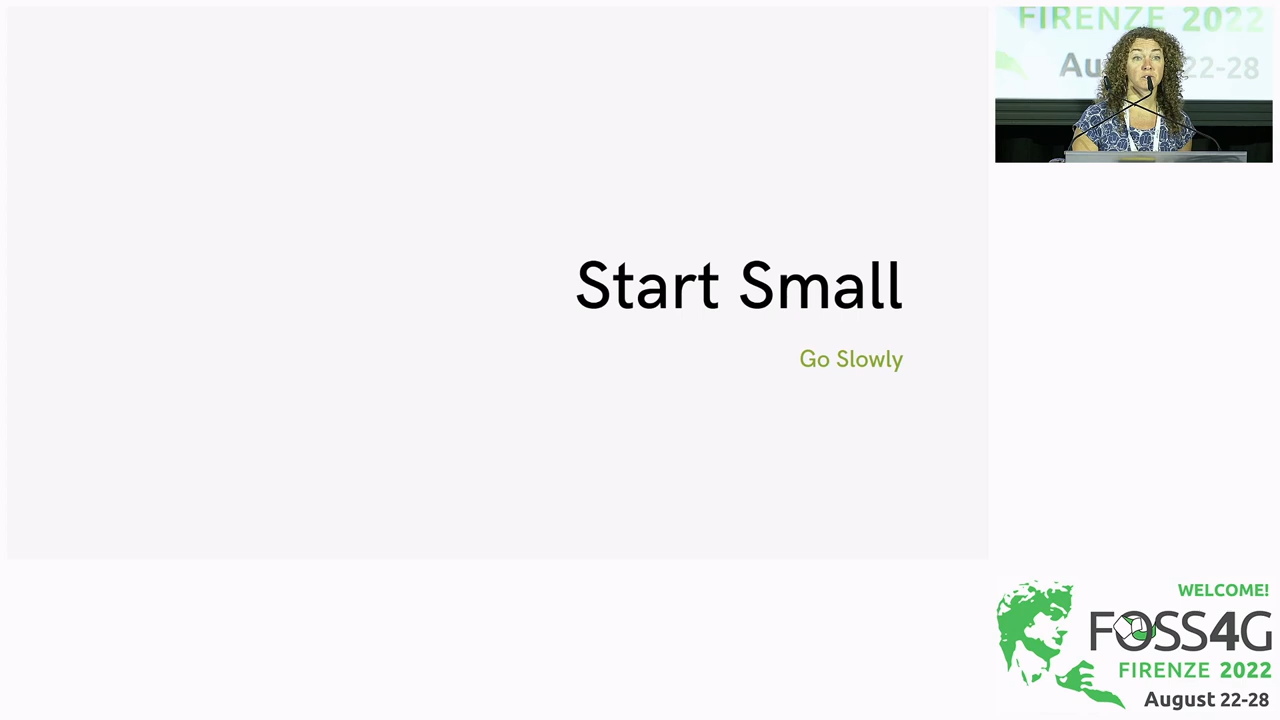 Start Small
Go Slowly
FIRENZE 2022
Au 22-28
WELCOME!
FOSS4G
FIRENZE 2022
August 22-28